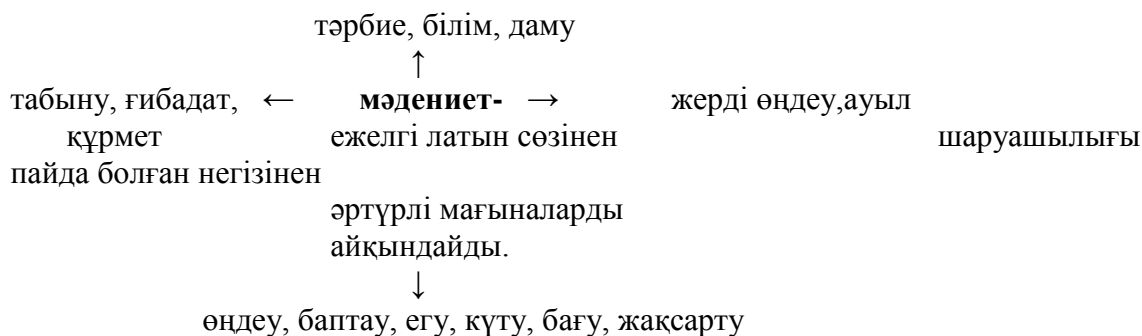 тәрбие, білім, даму
↑
табыну, ғибадат, ← мәдениет- → жерді өңдеу,ауыл
құрмет ежелгі латын сөзінен шаруашылығы
пайда болған негізінен
әртүрлі мағыналарды
айқындайды.
↓
өңдеу, баптау, егу, күту, бағу, жақсарту